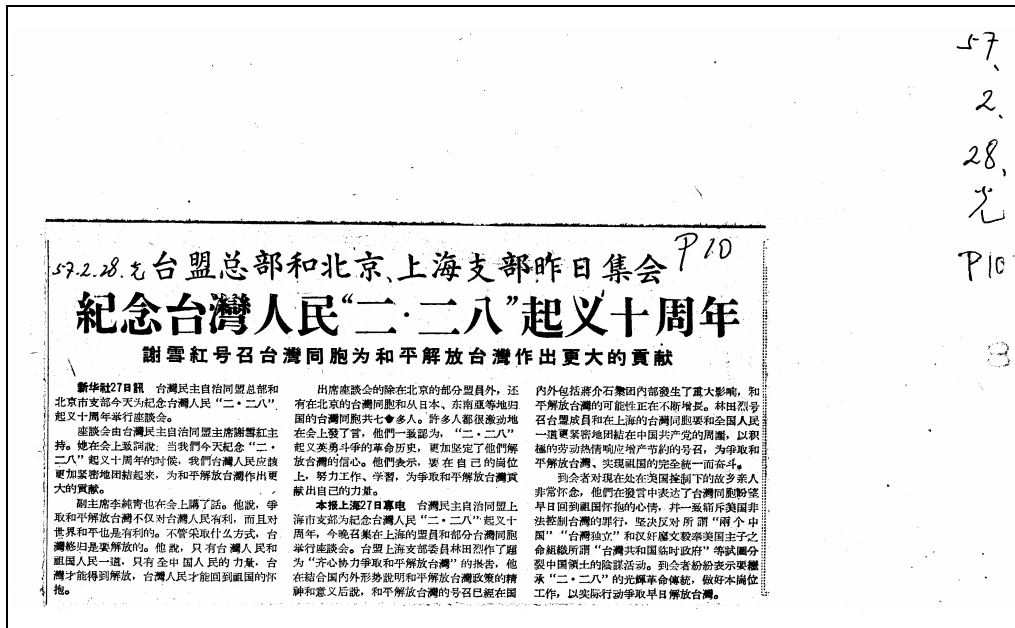 57.
2.
28.
光
P10
57.2.28.光
P10
台盟总部和北京、上海支部昨日集会
紀念台灣人民“二·二八”起义十周年
謝雪紅号召台灣同胞为和平解放台灣作出更大的貢献
新华社27日訊 台灣民主自治同盟总部和
北京市支部今天为紀念台灣人民“二·二八”
起义十周年举行座談会。
座談会由台灣民主自治同盟主席謝雪紅主
持。她在会上致詞說：当我們今天紀念“二·
二八”起义十周年的时候，我們台灣人民应該
更加紧密地团結起来，为和平解放台灣作出更
大的貢献。
副主席李純青也在会上講了話。他說，爭
取和平解放台灣不仅对台灣人民有利，而且对
世界和平也是有利的。不管采取什么方式，台
灣終归是要解放的。他說，只有台灣人民和
祖国人民一道，只有全中国人民的力量，台
灣才能得到解放，台灣人民才能回到祖国的怀
抱。
出席座談会的除在北京的部分盟員外，还
有在北京的台灣同胞和从日本、东南亞等地归
国的台灣同胞共七十多人。許多人都很激动地
在会上發了言，他們一致認为，“二·二八”
起义英勇斗爭的革命历史，更加坚定了他們解
放台灣的信心。他們表示，要在自己的崗位
上，努力工作、学習，为爭取和平解放台灣貢
献出自己的力量。
本报上海27日專电 台灣民主自治同盟上
海市支部为紀念台灣人民“二·二八”起义十
周年，今晚召集在上海的盟員和部分台灣同胞
举行座談会。台盟上海支部委員林田烈作了題
为“齐心协力爭取和平解放台灣”的报告，他
在結合国内外形势說明和平解放台灣政策的精
神和意义后說，和平解放台灣的号召已經在国
内外包括蔣介石集团内部發生了重大影响，和
平解放台灣的可能性正在不断增長。林田烈号
召台盟成員和在上海的台灣同胞要和全国人民
一道更紧密地团結在中国共产党的周圍，以积
極的劳动热情响应增产节約的号召，为爭取和
平解放台灣、实現祖国的完全統一而奋斗。
到会者对現在处在美国控制下的故乡亲人
非常怀念，他們在發言中表达了台灣同胞盼望
早日回到祖国怀抱的心情，并一致痛斥美国非
法控制台灣的罪行，坚决反对所謂“兩个中
国”“台灣独立”和汉奸廖文毅奉美国主子之
命組織所謂“台灣共和国临时政府”等試圖分
裂中国領土的陰謀活动。到会者紛紛表示要繼
承“二·二八”的光輝革命傳統，做好本崗位
工作，以实际行动爭取早日解放台灣。